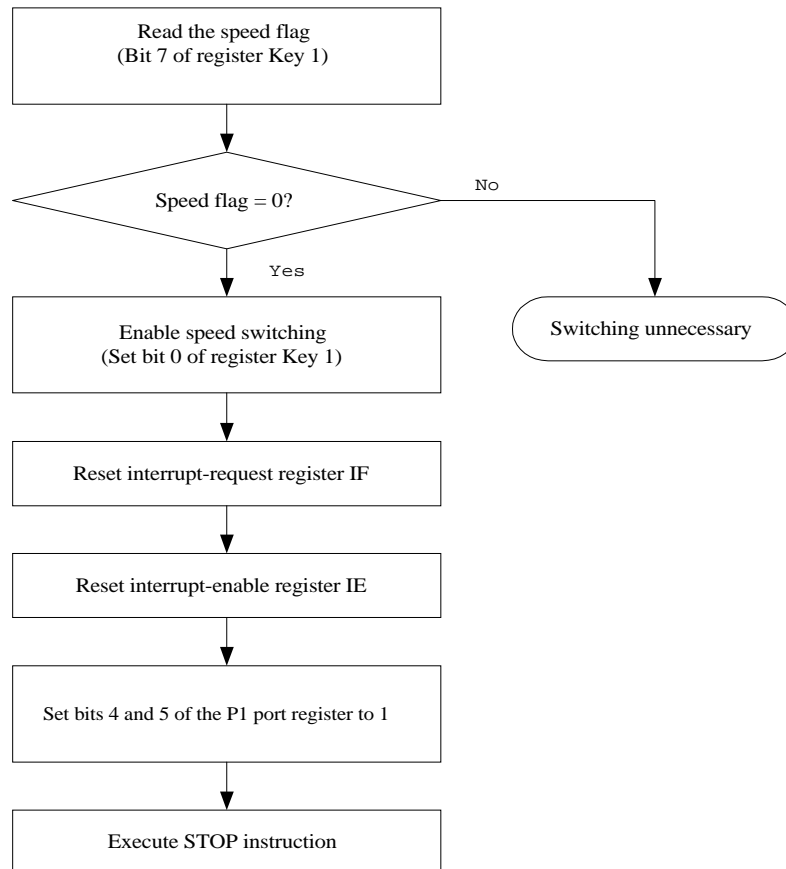 Read the speed flag
(Bit 7 of register Key 1)
Speed flag = 0?
No
Yes
Enable speed switching
(Set bit 0 of register Key 1)
Switching unnecessary
Reset interrupt-request register IF
Reset interrupt-enable register IE
Set bits 4 and 5 of the P1 port register to 1
Execute STOP instruction